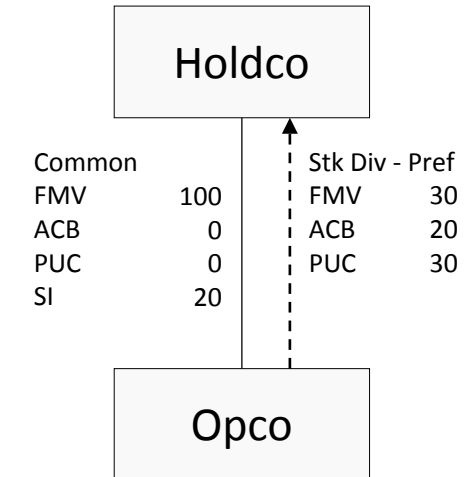 Holdco
Common
FMV 100
ACB 0
PUC 0
SI 20
Stk Div - Pref
FMV 30
ACB 20
PUC 30
Opco